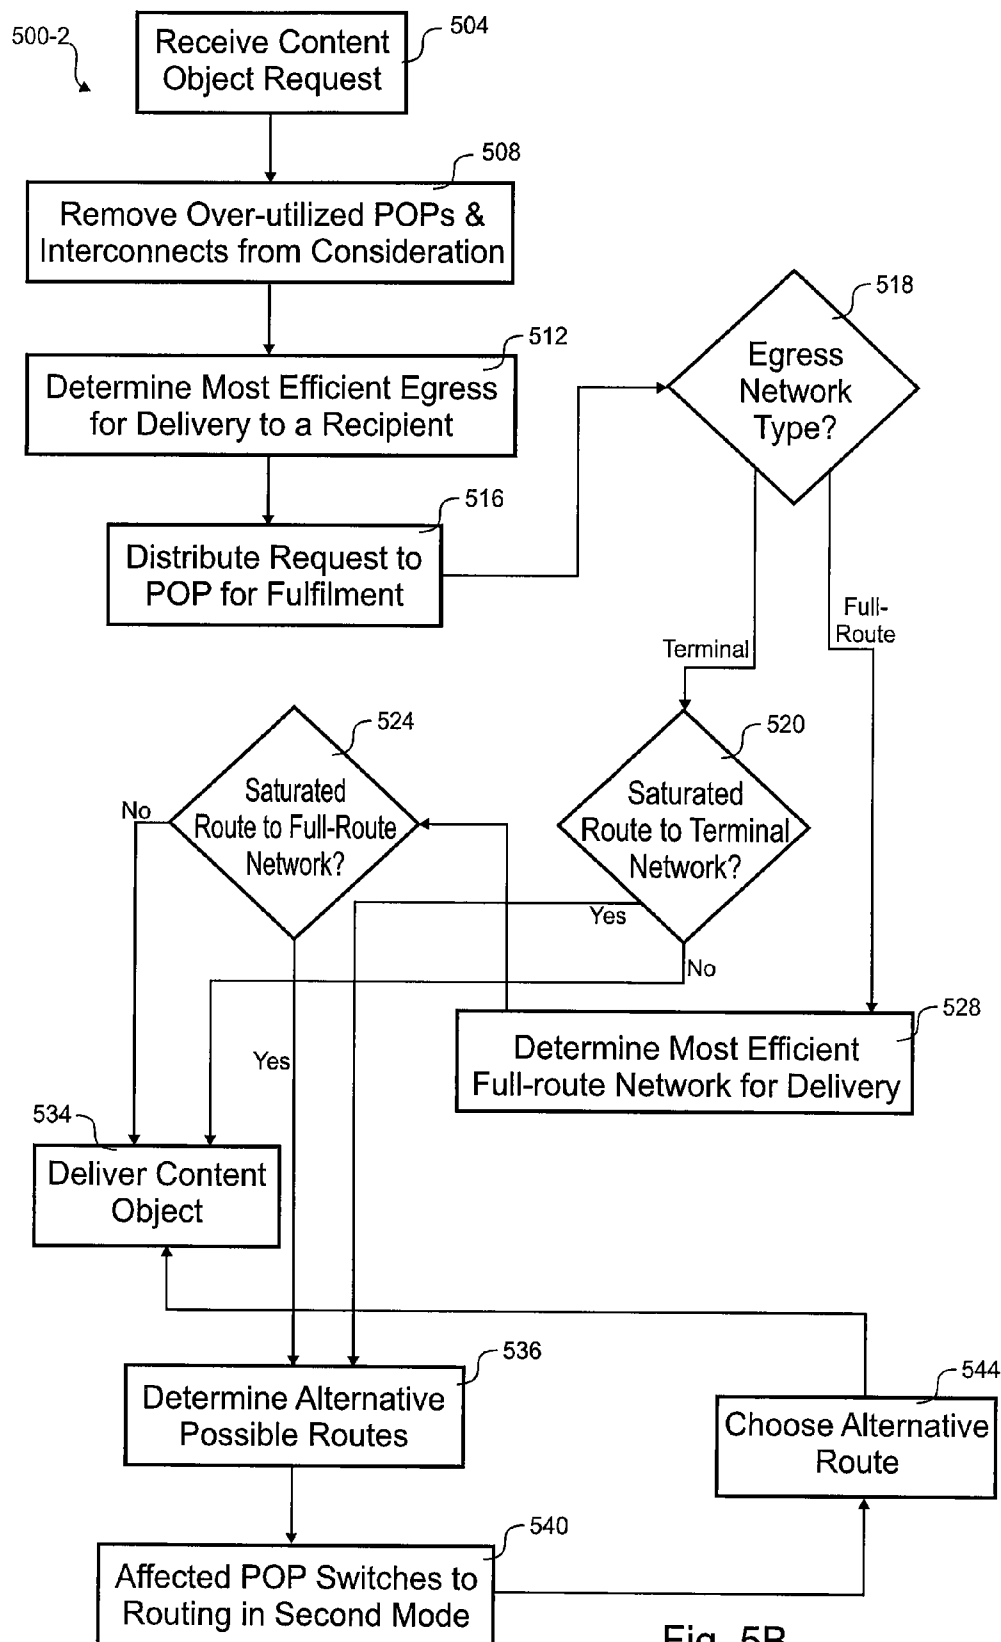 500-2
504
Receive Content
Object Request
508
Remove Over-utilized POPs &
Interconnects from Consideration
512
Determine Most Efficient Egress
for Delivery to a Recipient
516
Distribute Request to
POP for Fulfilment
518
Egress
Network
Type?
Terminal
Full-
Route
520
Saturated
Route to Terminal
Network?
Yes
No
524
Saturated
Route to Full-Route
Network?
No
Yes
528
Determine Most Efficient
Full-route Network for Delivery
534
Deliver Content
Object
536
Determine Alternative
Possible Routes
544
Choose Alternative
Route
540
Affected POP Switches to
Routing in Second Mode
Fig. 5B